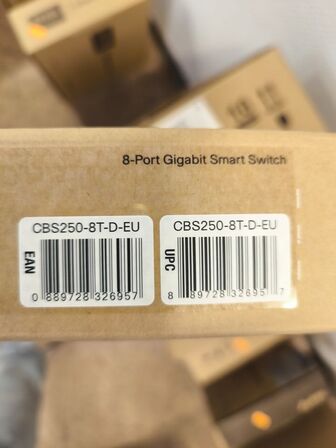 8-Port Gigabit Smart Switch
CBS250-8T-D-EU
EAN
0 889728 326957
CBS250-8T-D-EU
UPC
8 89728 32695 7